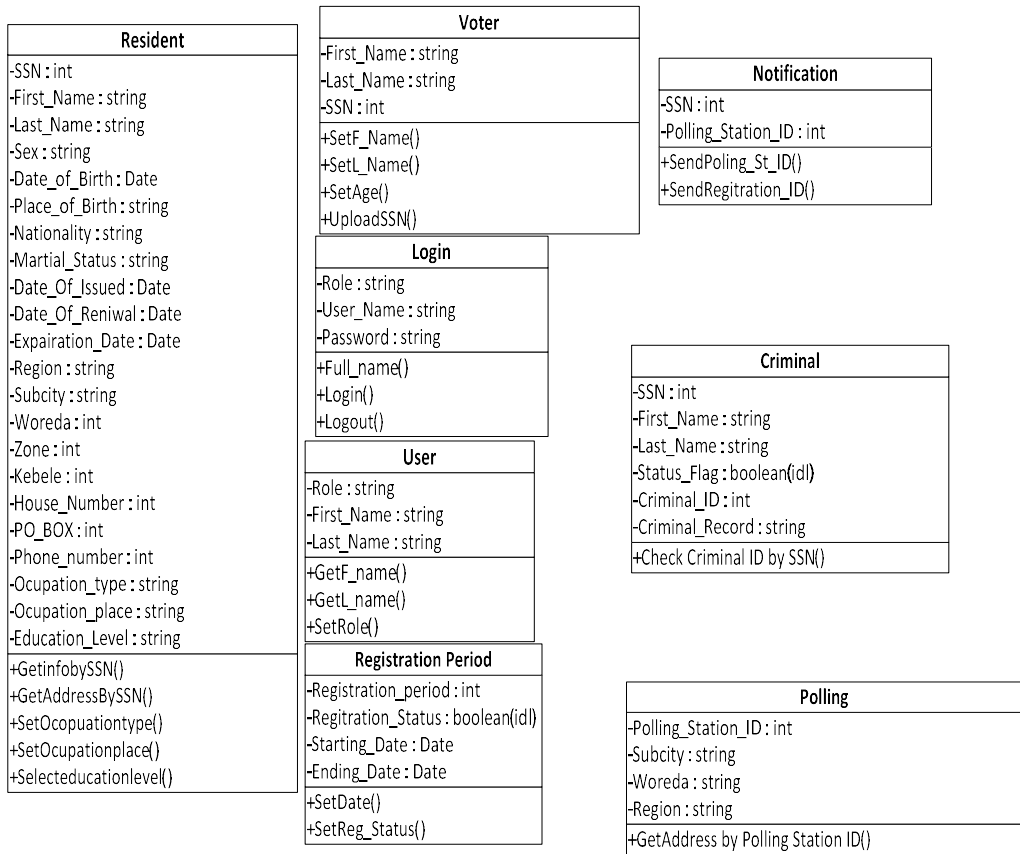 Resident
-SSN : int
-First_Name : string
-Last_Name : string
-Sex : string
-Date_of_Birth : Date
-Place_of_Birth : string
-Nationality : string
-Martial_Status : string
-Date_Of_Issued : Date
-Date_Of_Reniwal : Date
-Expairation_Date : Date
-Region : string
-Subcity : string
-Woreda : int
-Zone : int
-Kebele : int
-House_Number : int
-PO_BOX : int
-Phone_number : int
-Ocupation_type : string
-Ocupation_place : string
-Education_Level : string
+GetinfobySSN()
+GetAddressBySSN()
+SetOcopuationtype()
+SetOcupationplace()
+Selecteducationlevel()
Voter
-First_Name : string
-Last_Name : string
-SSN : int
+SetF_Name()
+SetL_Name()
+SetAge()
+UploadSSN()
Login
-Role : string
-User_Name : string
-Password : string
+Full_name()
+Login()
+Logout()
User
-Role : string
-First_Name : string
-Last_Name : string
+GetF_name()
+GetL_name()
+SetRole()
Registration Period
-Registration_period : int
-Regitration_Status : boolean(idl)
-Starting_Date : Date
-Ending_Date : Date
+SetDate()
+SetReg_Status()
Notification
-SSN : int
-Polling_Station_ID : int
+SendPoling_St_ID()
+SendRegitration_ID()
Criminal
-SSN : int
-First_Name : string
-Last_Name : string
-Status_Flag : boolean(idl)
-Criminal_ID : int
-Criminal_Record : string
+Check Criminal ID by SSN()
Polling
-Polling_Station_ID : int
-Subcity : string
-Woreda : string
-Region : string
+GetAddress by Polling Station ID()